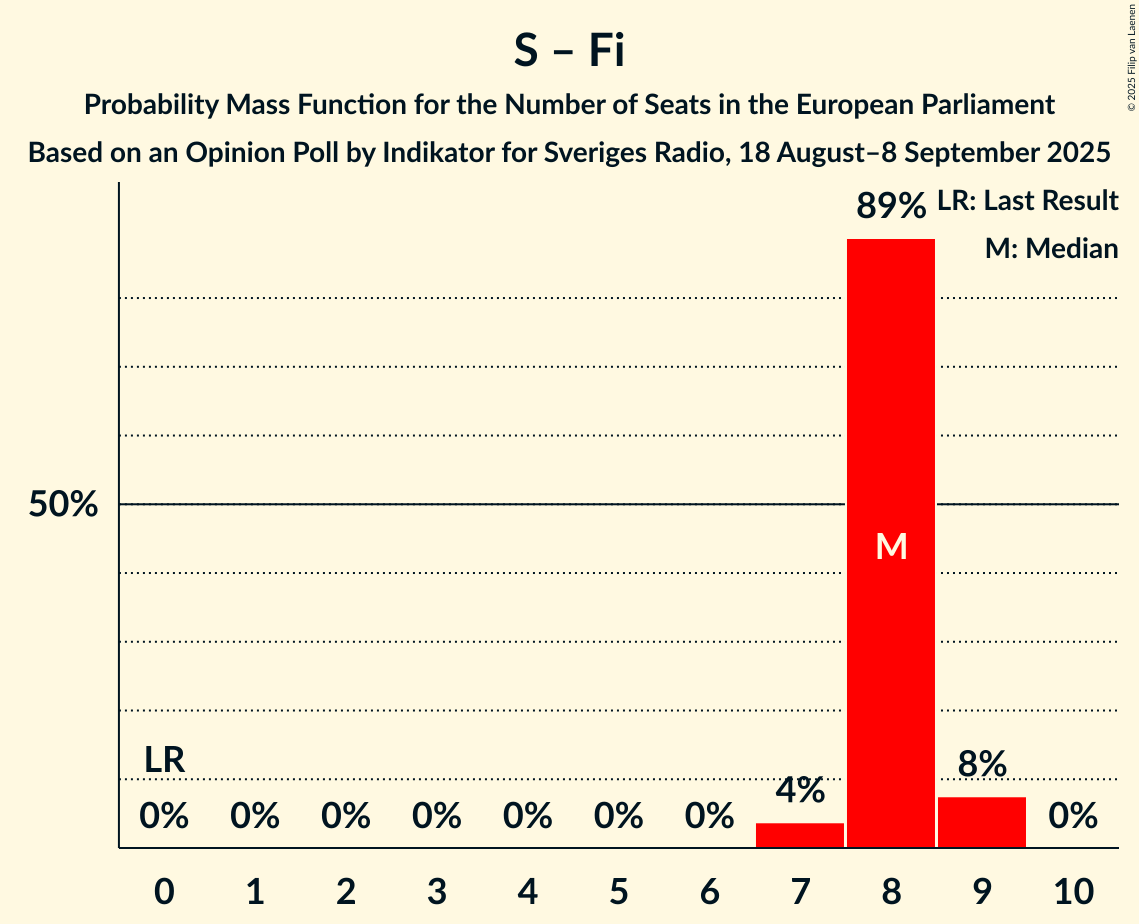 S – Fi
Probability Mass Function for the Number of Seats in the European Parliament
Based on an Opinion Poll by Indikator for Sveriges Radio, 18 August–8 September 2025
© 2025 Filip van Laenen
LR: Last Result
M: Median
89%
50%
M
LR
0% 0% 0% 0% 0% 0% 0% 4% 8% 0%
0 1 2 3 4 5 6 7 8 9 10